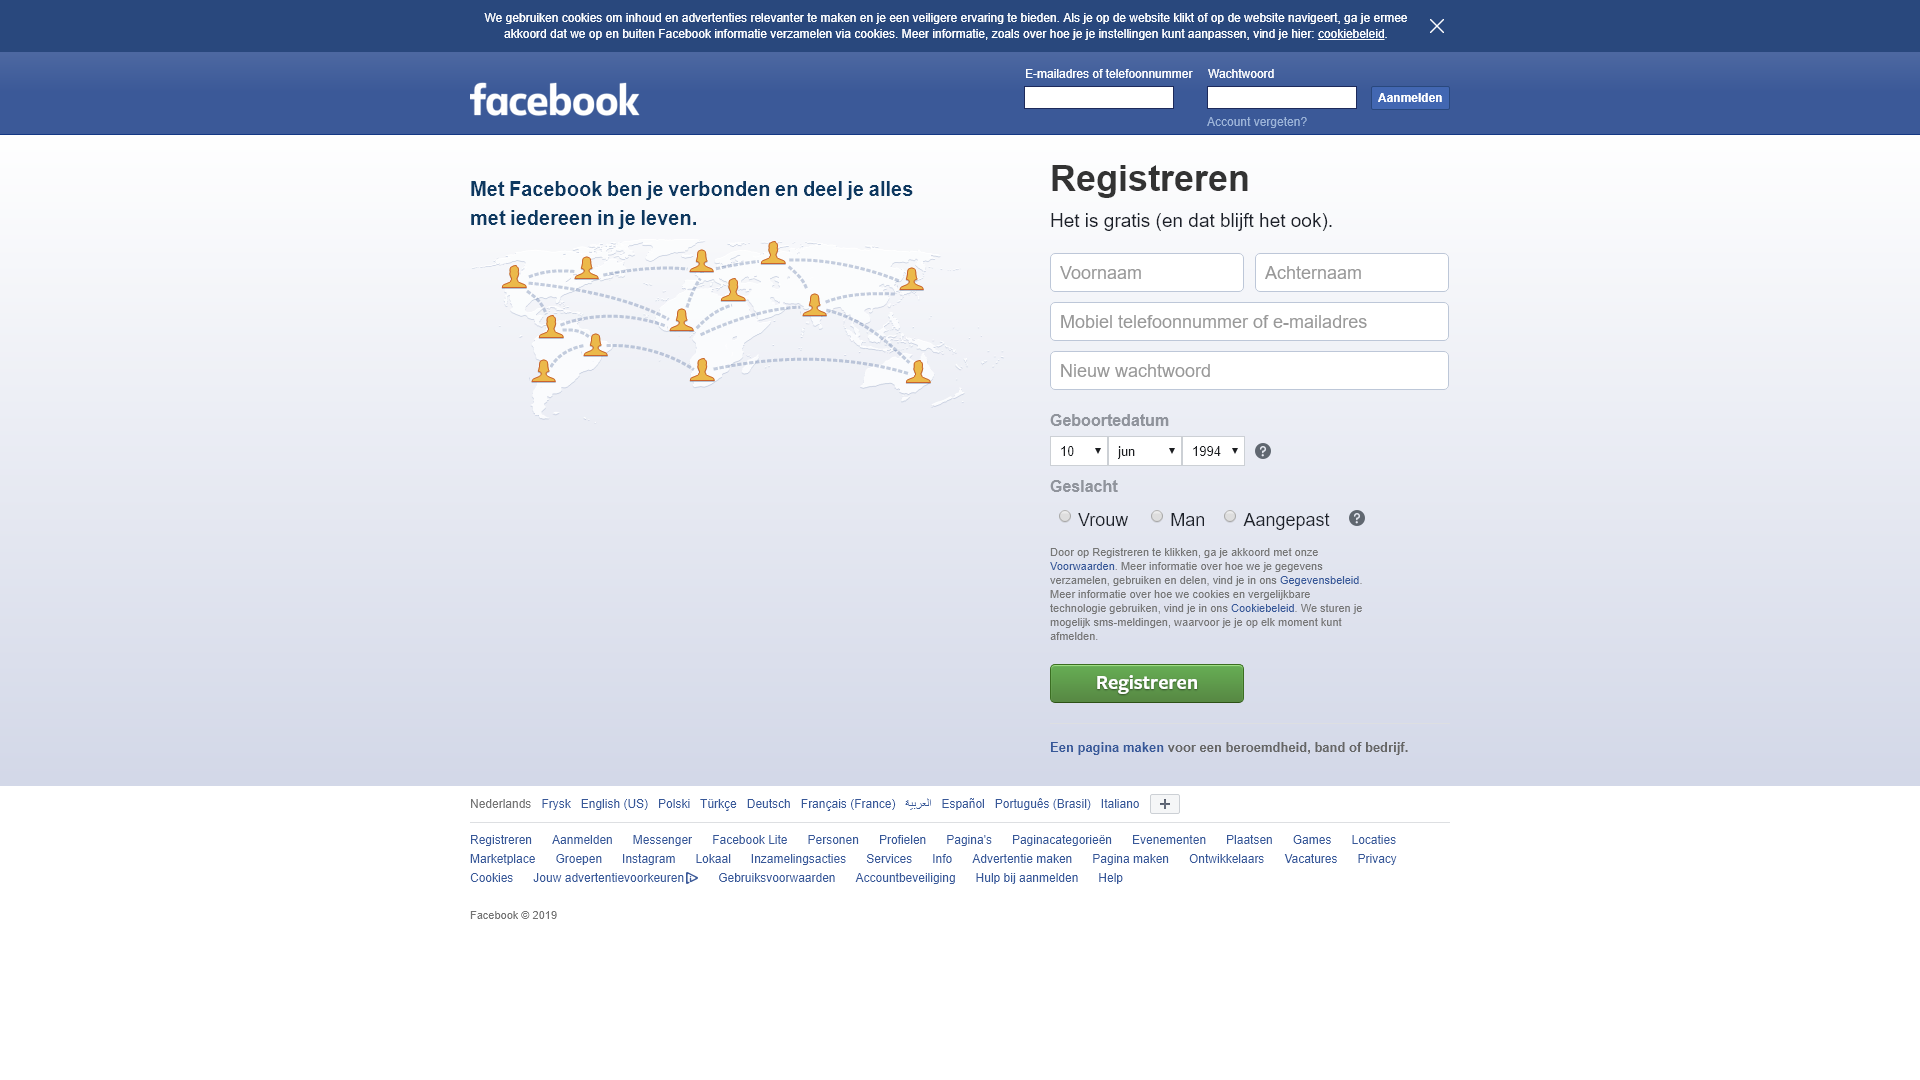 We gebruiken cookies om inhoud en advertenties relevanter te maken en je een veiligere ervaring te bieden. Als je op de website klikt of op de website navigeert, ga je ermee
akkoord dat we op en buiten Facebook informatie verzamelen via cookies. Meer informatie, zoals over hoe je je instellingen kunt aanpassen, vind je hier: cookiebeleid.
facebook
E-mailadres of telefoonnummer Wachtwoord
Aanmelden
Account vergeten?
Met Facebook ben je verbonden en deel je alles
met iedereen in je leven.
Registreren
Het is gratis (en dat blijft het ook).
Voornaam Achternaam
Mobiel telefoonnummer of e-mailadres
Nieuw wachtwoord
Geboortedatum
10 jun 1994 ?
Geslacht
Vrouw Man Aangepast ?
Door op Registreren te klikken, ga je akkoord met onze
Voorwaarden. Meer informatie over hoe we je gegevens
verzamelen, gebruiken en delen, vind je in ons Gegevensbeleid.
Meer informatie over hoe we cookies en vergelijkbare
technologie gebruiken, vind je in ons Cookiebeleid. We sturen je
mogelijk sms-meldingen, waarvoor je je op elk moment kunt
afmelden.
Registreren
Een pagina maken voor een beroemdheid, band of bedrijf.
Nederlands Frysk English (US) Polski Türkçe Deutsch Français (France) العربية Español Português (Brasil) Italiano +
Registreren Aanmelden Messenger Facebook Lite Personen Profielen Pagina's Paginacategorieën Evenementen Plaatsen Games Locaties
Marketplace Groepen Instagram Lokaal Inzamelingsacties Services Info Advertentie maken Pagina maken Ontwikkelaars Vacatures Privacy
Cookies Jouw advertentievoorkeuren Gebruiksvoorwaarden Accountbeveiliging Hulp bij aanmelden Help
Facebook © 2019